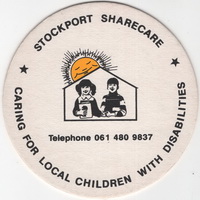 STOCKPORT SHARECARE
Telephone 061 480 9837
CARING FOR LOCAL CHILDREN WITH DISABILITIES